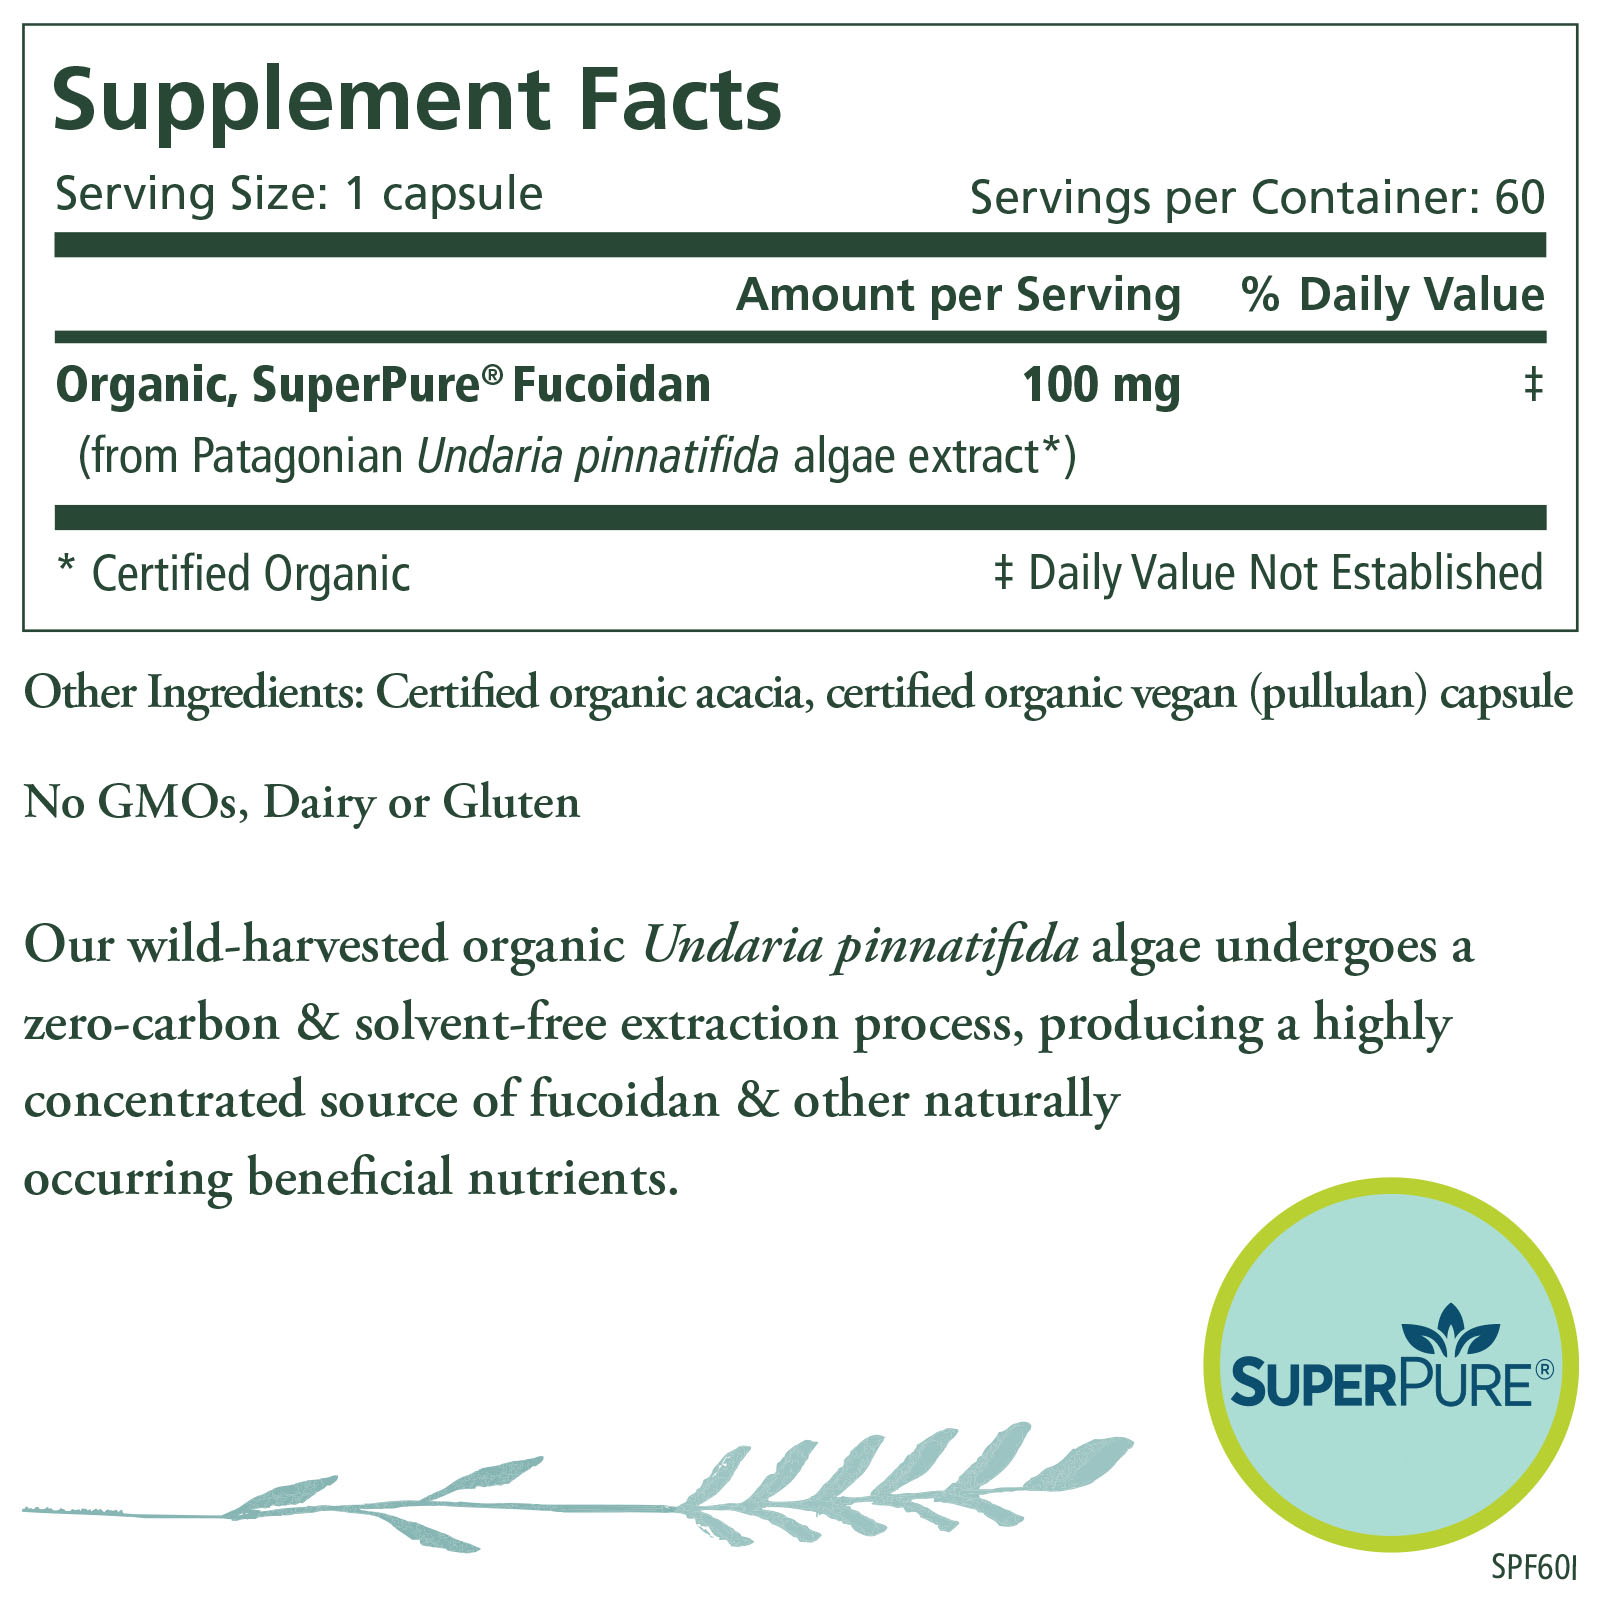 Supplement Facts
Serving Size: 1 capsule Servings per Container: 60
Amount per Serving % Daily Value
Organic, SuperPure® Fucoidan 100 mg ‡
(from Patagonian Undaria pinnatifida algae extract*)
* Certified Organic ‡ Daily Value Not Established
Other Ingredients: Certified organic acacia, certified organic vegan (pullulan) capsule
No GMOs, Dairy or Gluten
Our wild-harvested organic Undaria pinnatifida algae undergoes a
zero-carbon & solvent-free extraction process, producing a highly
concentrated source of fucoidan & other naturally
occurring beneficial nutrients.
SUPERPURE®
SPF60I